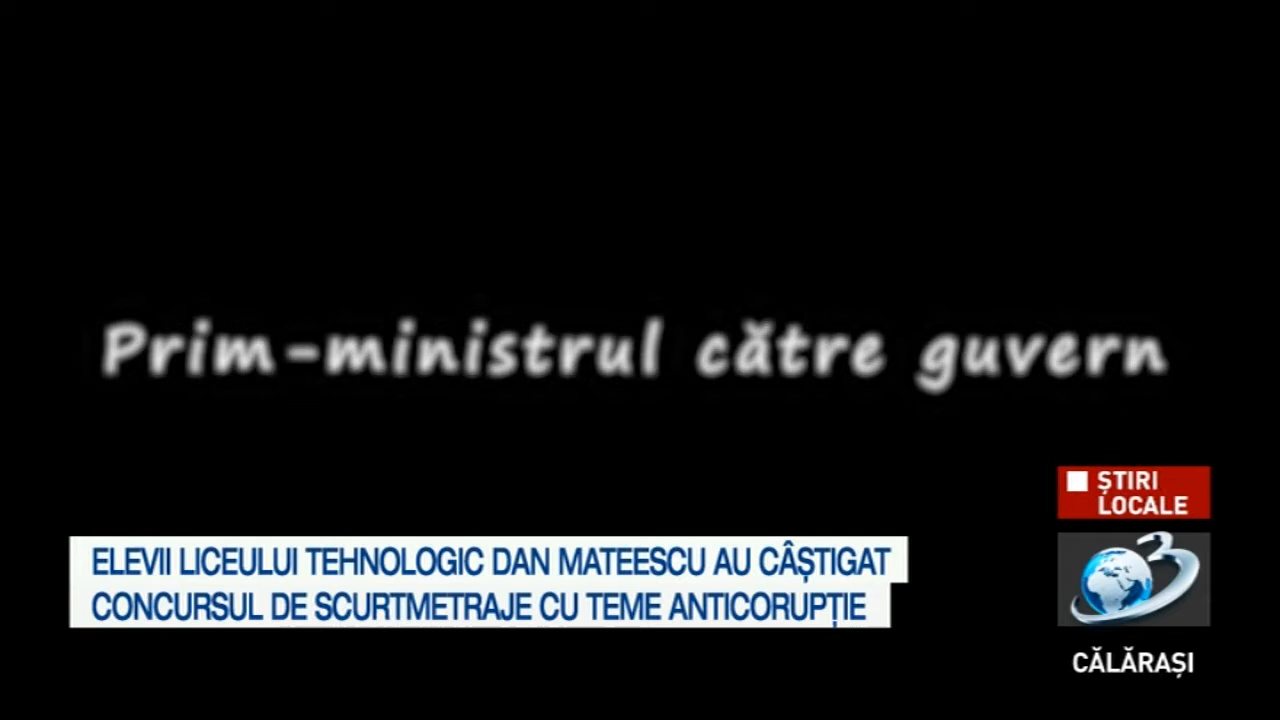 Prim-ministrul către guvern
ȘTIRI
LOCALE
ELEVII LICEULUI TEHNOLOGIC DAN MATEESCU AU CÂȘTIGAT
CONCURSUL DE SCURTMETRAJE CU TEME ANTICORUPȚIE
3
CĂLĂRAȘI